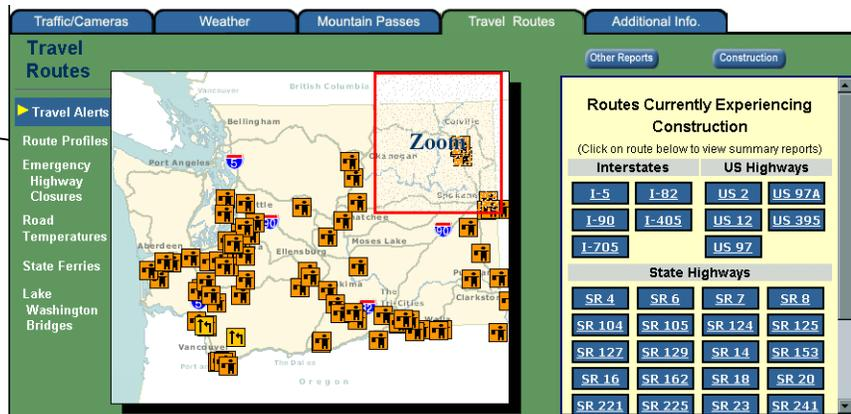 Traffic/Cameras
Weather
Mountain Passes
Travel Routes
Additional Info.
Travel
Routes
Travel Alerts
Route Profiles
Emergency
Highway
Closures
Road
Temperatures
State Ferries
Lake
Washington
Bridges
Vancouver
British Columbia
Bellingham
Colville
Zoom
Okanogan
Port Angeles
5
Spokane
90
90
Moses Lake
Aberdeen
Ellensburg
The
Tri-Cities
Clarkston
Vancouver
The Dalles
Oregon
Other Reports
Construction
Routes Currently Experiencing
Construction
(Click on route below to view summary reports)
Interstates
US Highways
I-5
I-82
US 2
US 97A
I-90
I-405
US 12
US 395
I-705
US 97
State Highways
SR 4
SR 6
SR 7
SR 8
SR 104
SR 105
SR 124
SR 125
SR 127
SR 129
SR 14
SR 153
SR 16
SR 162
SR 18
SR 20
SR 221
SR 225
SR 23
SR 241